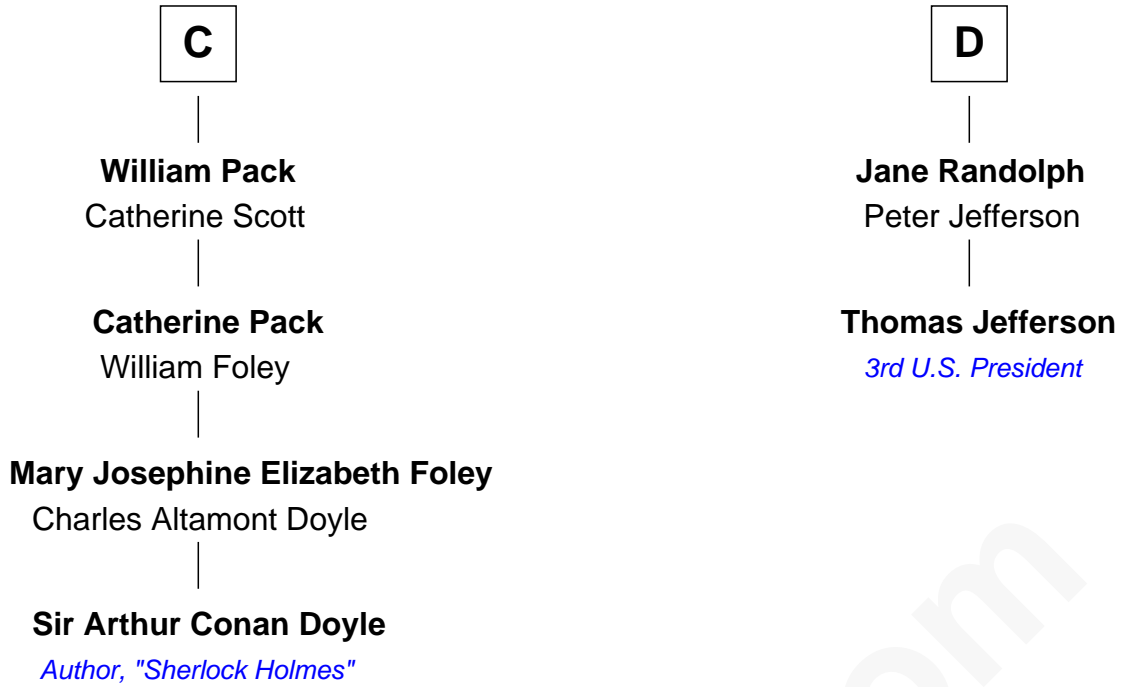 C
William Pack
Catherine Scott
Catherine Pack
William Foley
Mary Josephine Elizabeth Foley
Charles Altamont Doyle
Sir Arthur Conan Doyle
Author, "Sherlock Holmes"
D
Jane Randolph
Peter Jefferson
Thomas Jefferson
3rd U.S. President
om